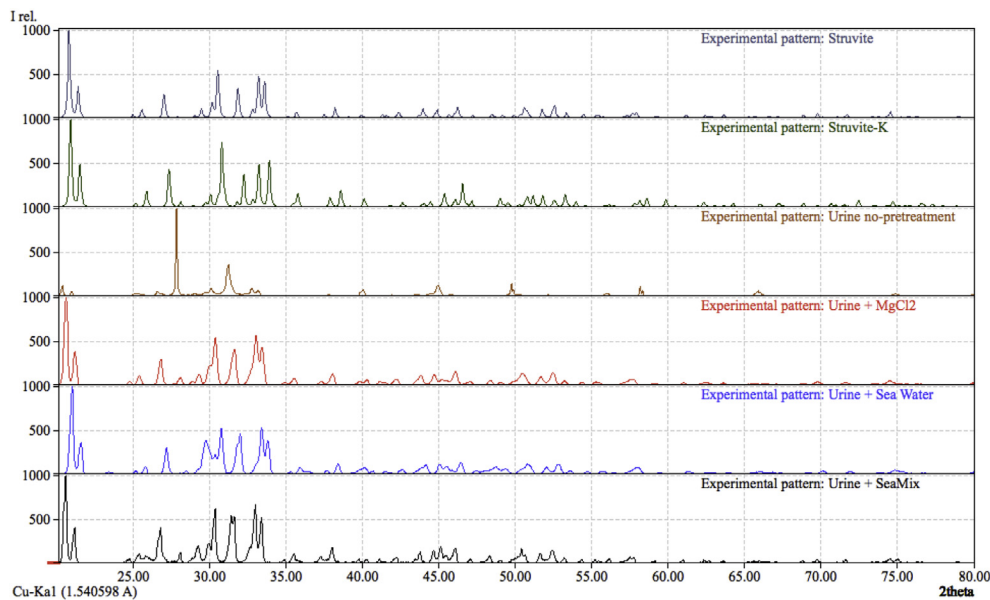 I rel.
1000
Experimental pattern: Struvite
500
1000
Experimental pattern: Struvite-K
500
1000
Experimental pattern: Urine no-pretreatment
500
1000
Experimental pattern: Urine + MgCl2
500
1000
Experimental pattern: Urine + Sea Water
500
1000
Experimental pattern: Urine + SeaMix
500
25.00 30.00 35.00 40.00 45.00 50.00 55.00 60.00 65.00 70.00 75.00 80.00
Cu-Ka1 (1.540598 A) 2theta